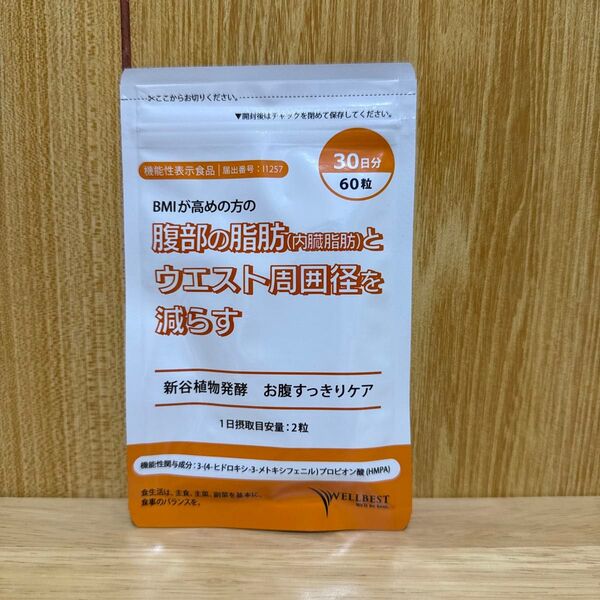 ✂ここからお切りください。
▼開封後はチャックを閉めて保存してください。
機能性表示食品 届出番号：I1257
30日分
60粒
BMIが高めの方の
腹部の脂肪(内臓脂肪)と
ウエスト周囲径を
減らす
新谷植物発酵 お腹すっきりケア
1日摂取目安量：2粒
機能性関与成分：3-(4-ヒドロキシ-3-メトキシフェニル)プロピオン酸(HMPA)
食生活は、主食、主菜、副菜を基本に、
食事のバランスを。
WELLBEST